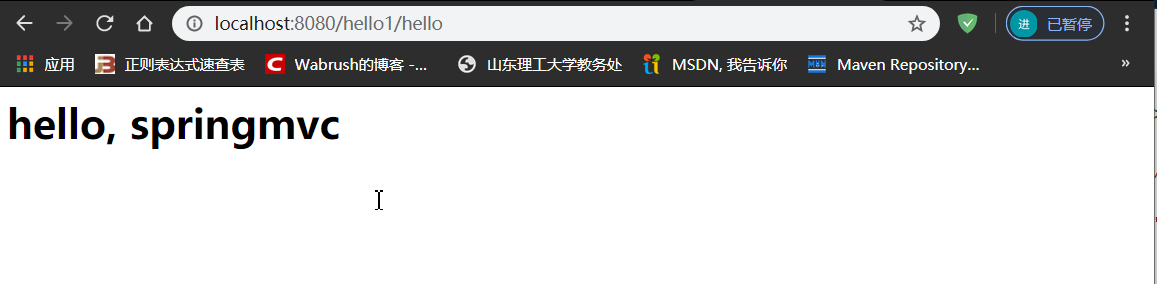 localhost:8080/hello1/hello
进 已暂停
应用 正则表达式速查表 Wabrush的博客 -... 山东理工大学教务处 MSDN, 我告诉你 Maven Repository... »
hello, springmvc